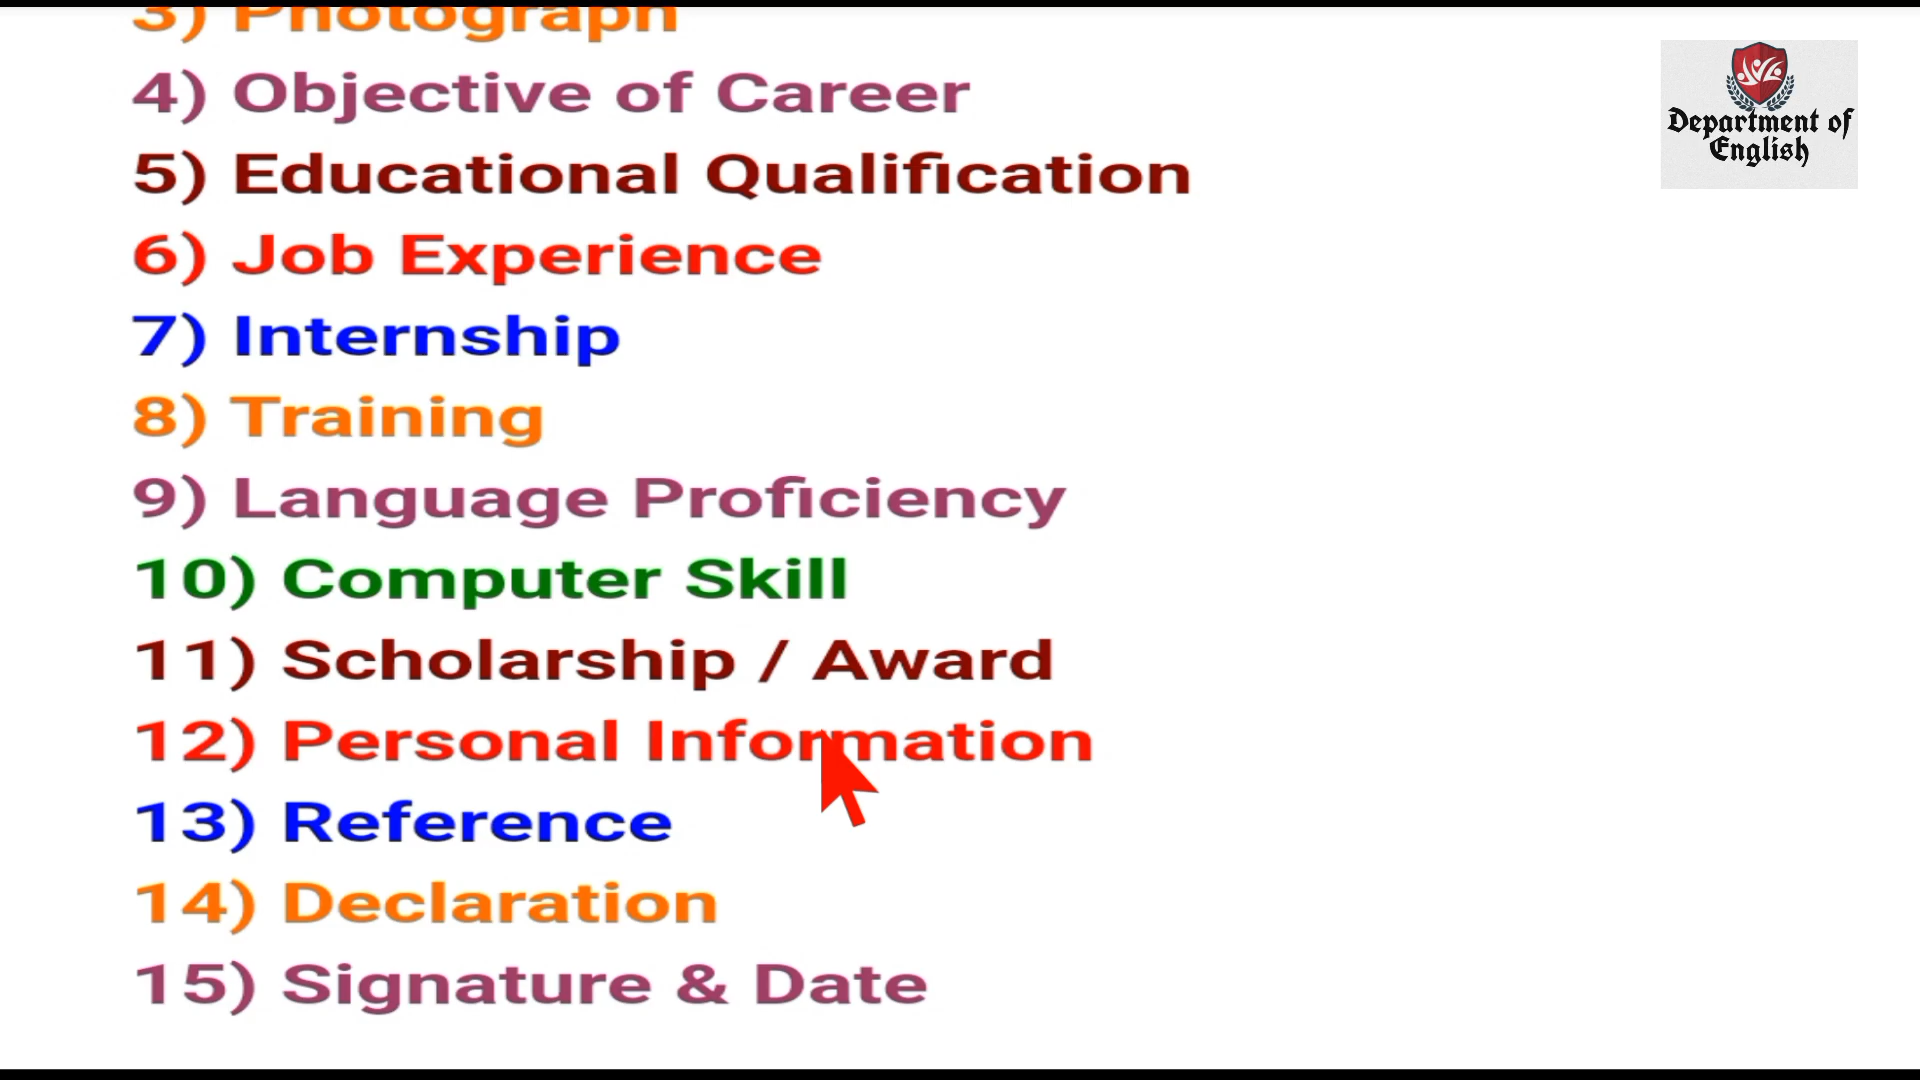 3) Photograph
4) Objective of Career
5) Educational Qualification
6) Job Experience
7) Internship
8) Training
9) Language Proficiency
10) Computer Skill
11) Scholarship / Award
12) Personal Information
13) Reference
14) Declaration
15) Signature & Date
Department of
English